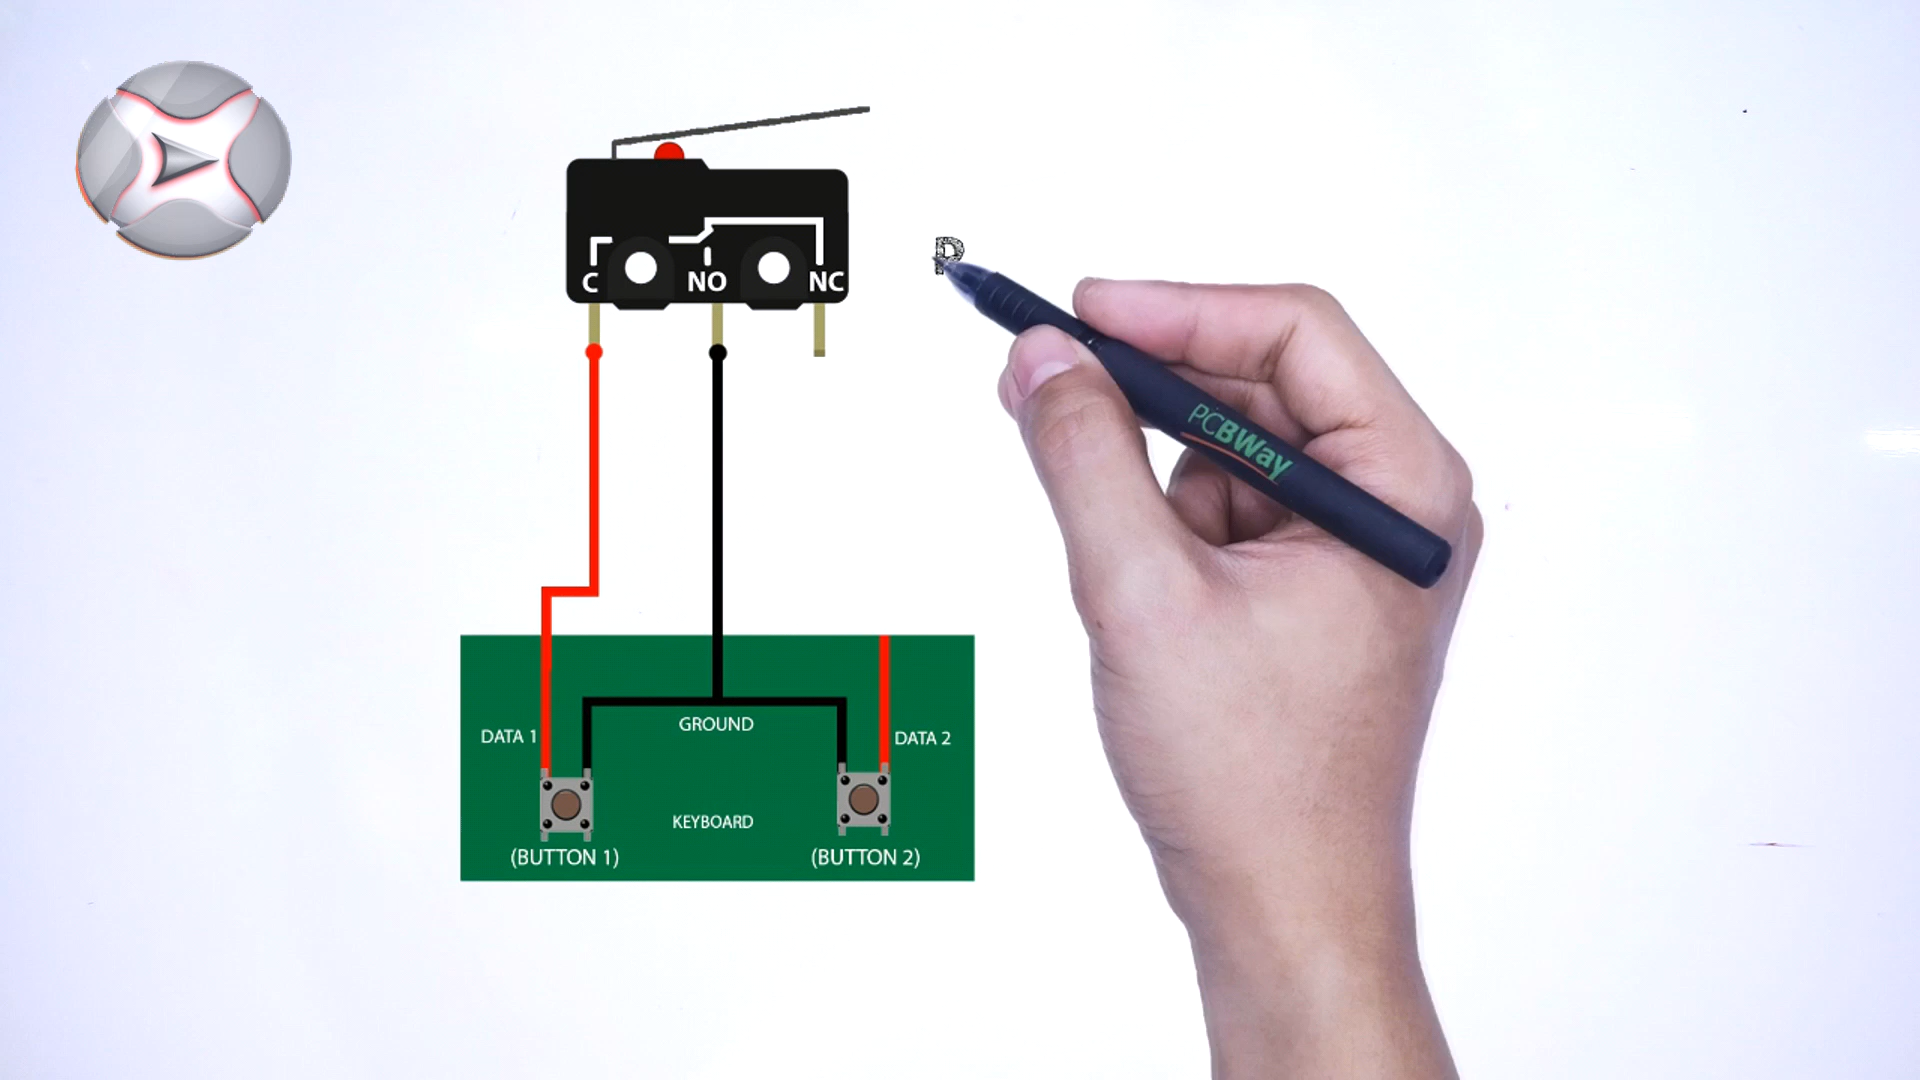 C NO NC
P
PCBWay
DATA 1
GROUND
DATA 2
KEYBOARD
(BUTTON 1)
(BUTTON 2)